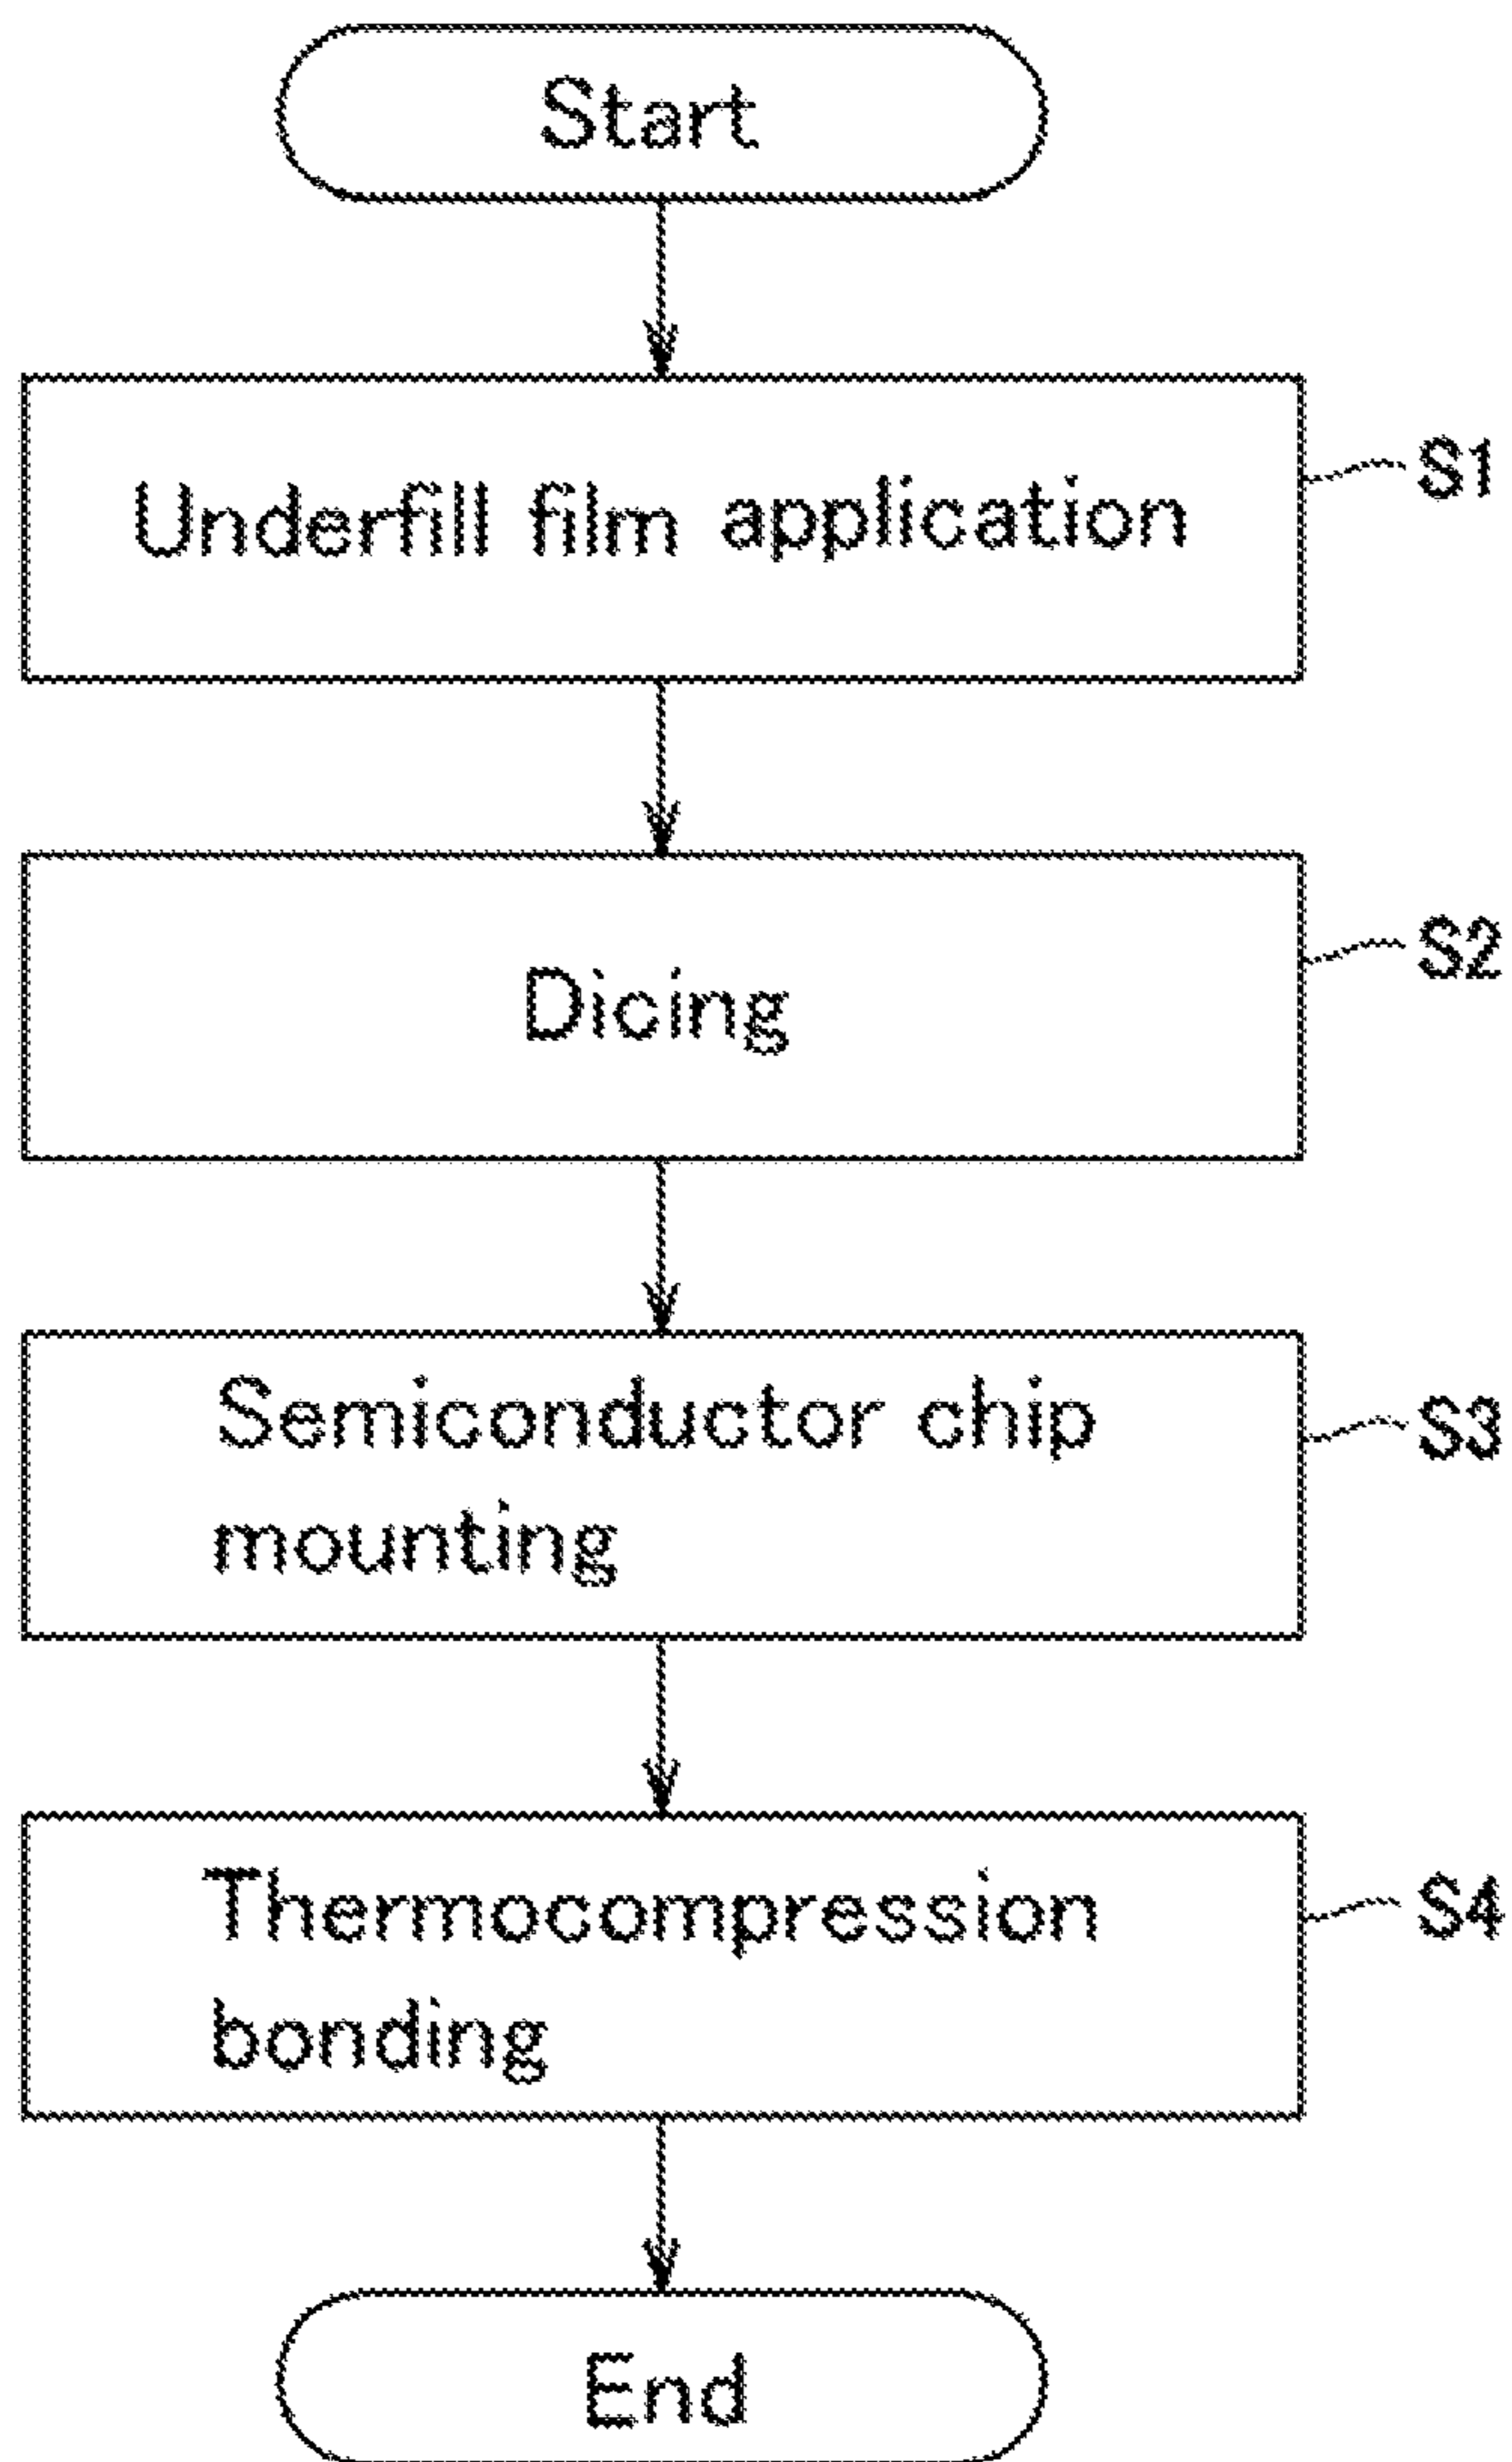 Start
Underfill film application
S1
Dicing
S2
Semiconductor chip
mounting
S3
Thermocompression
bonding
S4
End